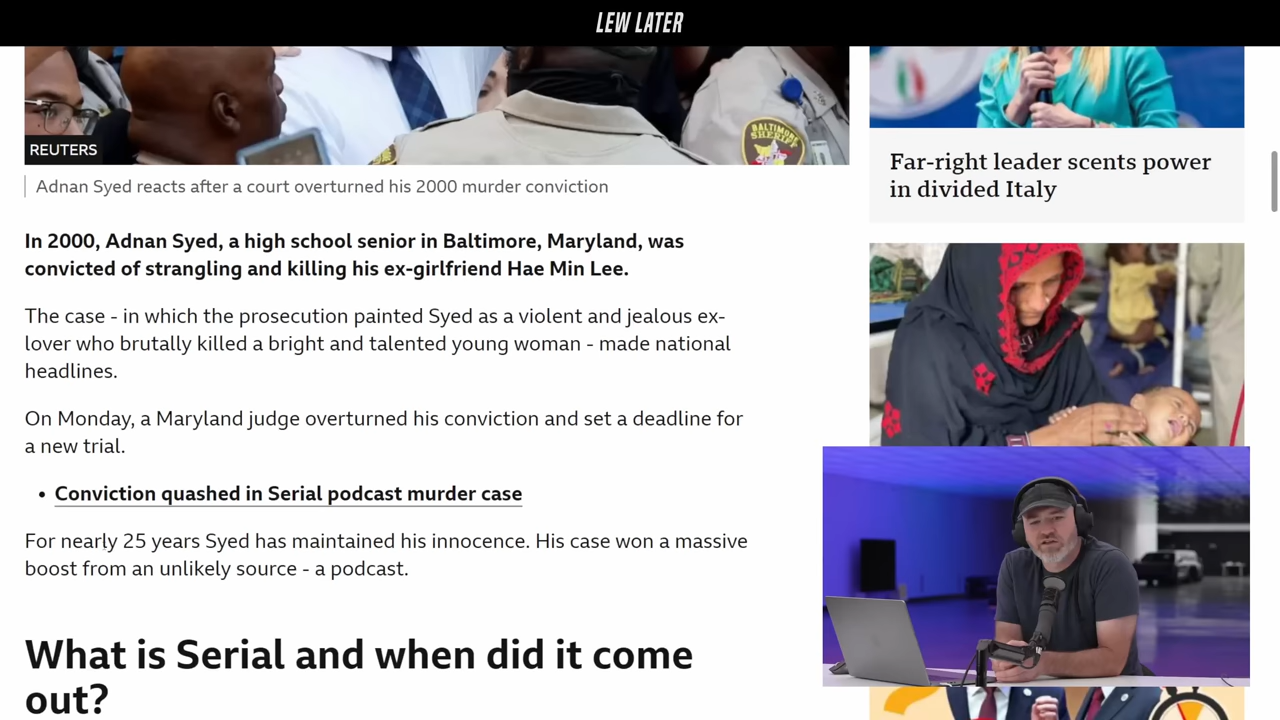 LEW LATER
REUTERS
BALTIMORE
SHERIFF
Adnan Syed reacts after a court overturned his 2000 murder conviction
In 2000, Adnan Syed, a high school senior in Baltimore, Maryland, was
convicted of strangling and killing his ex-girlfriend Hae Min Lee.
The case - in which the prosecution painted Syed as a violent and jealous ex-
lover who brutally killed a bright and talented young woman - made national
headlines.
On Monday, a Maryland judge overturned his conviction and set a deadline for
a new trial.
• Conviction quashed in Serial podcast murder case
For nearly 25 years Syed has maintained his innocence. His case won a massive
boost from an unlikely source - a podcast.
What is Serial and when did it come
out?
Far-right leader scents power
in divided Italy